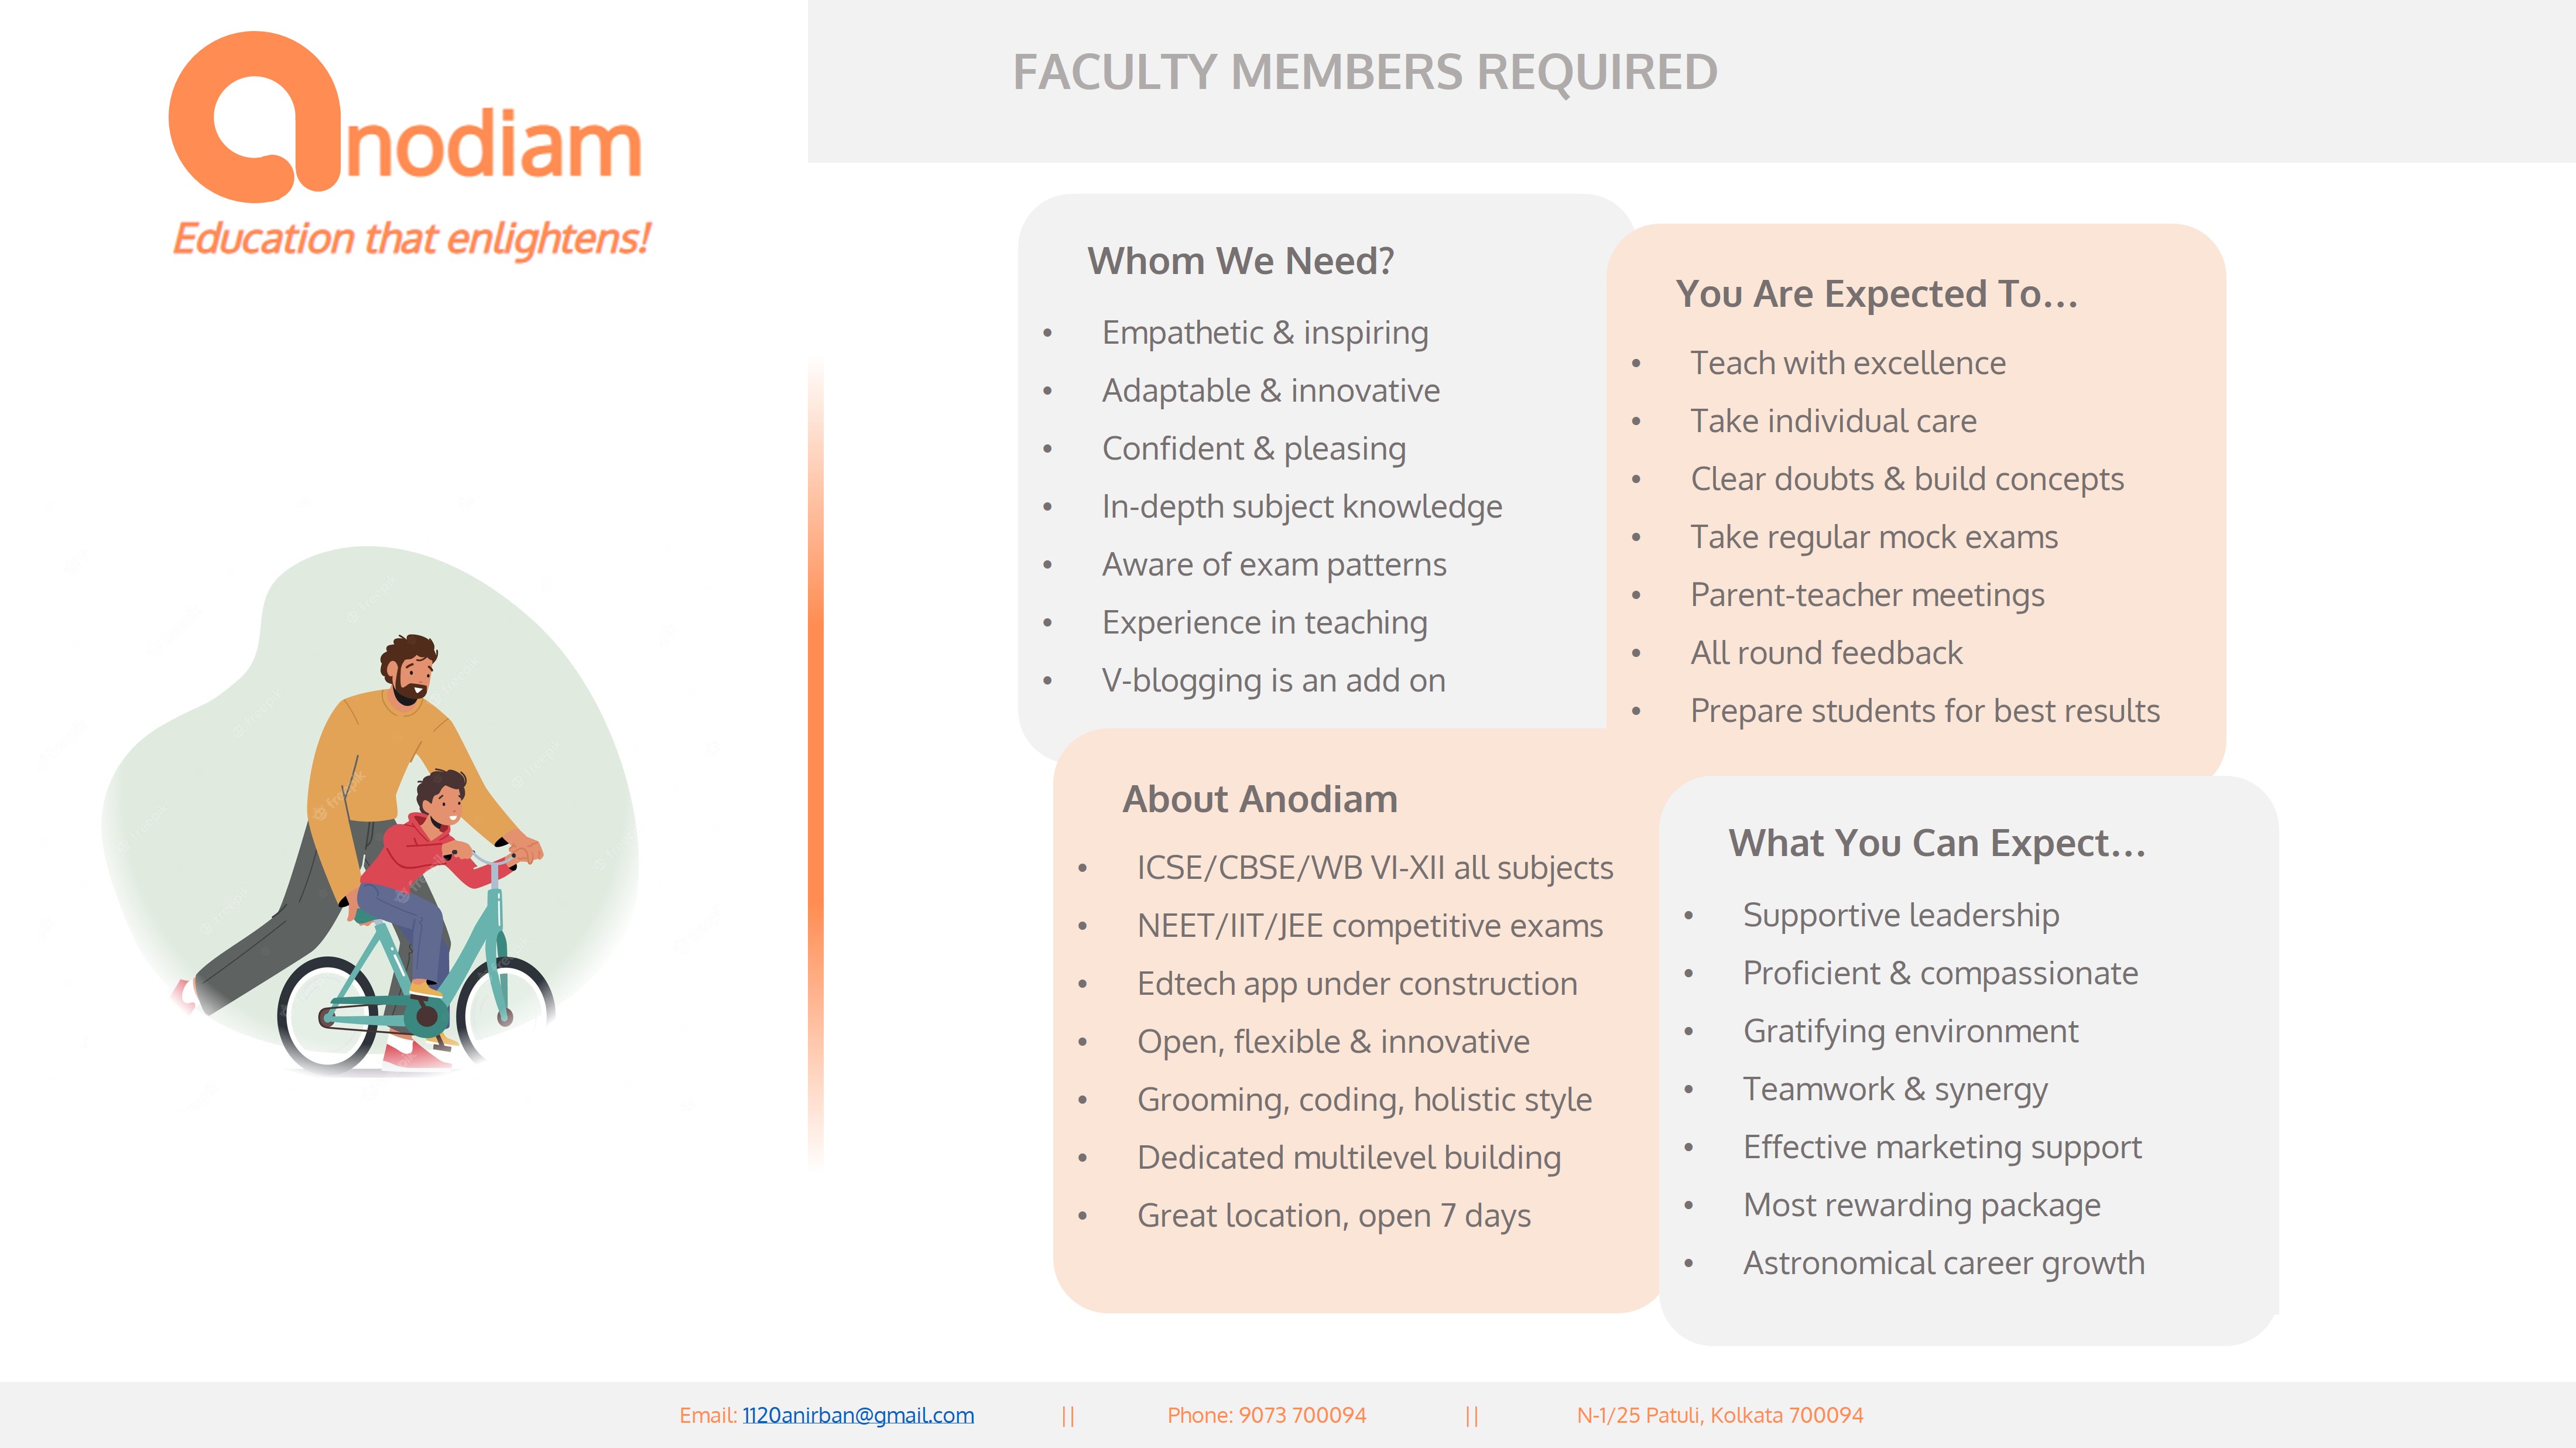 anodiam
Education that enlightens!
FACULTY MEMBERS REQUIRED
Whom We Need?
• Empathetic & inspiring
• Adaptable & innovative
• Confident & pleasing
• In-depth subject knowledge
• Aware of exam patterns
• Experience in teaching
• V-blogging is an add on
You Are Expected To...
• Teach with excellence
• Take individual care
• Clear doubts & build concepts
• Take regular mock exams
• Parent-teacher meetings
• All round feedback
• Prepare students for best results
About Anodiam
• ICSE/CBSE/WB VI-XII all subjects
• NEET/IIT/JEE competitive exams
• Edtech app under construction
• Open, flexible & innovative
• Grooming, coding, holistic style
• Dedicated multilevel building
• Great location, open 7 days
What You Can Expect...
• Supportive leadership
• Proficient & compassionate
• Gratifying environment
• Teamwork & synergy
• Effective marketing support
• Most rewarding package
• Astronomical career growth
Email: 1120anirban@gmail.com || Phone: 9073 700094 || N-1/25 Patuli, Kolkata 700094